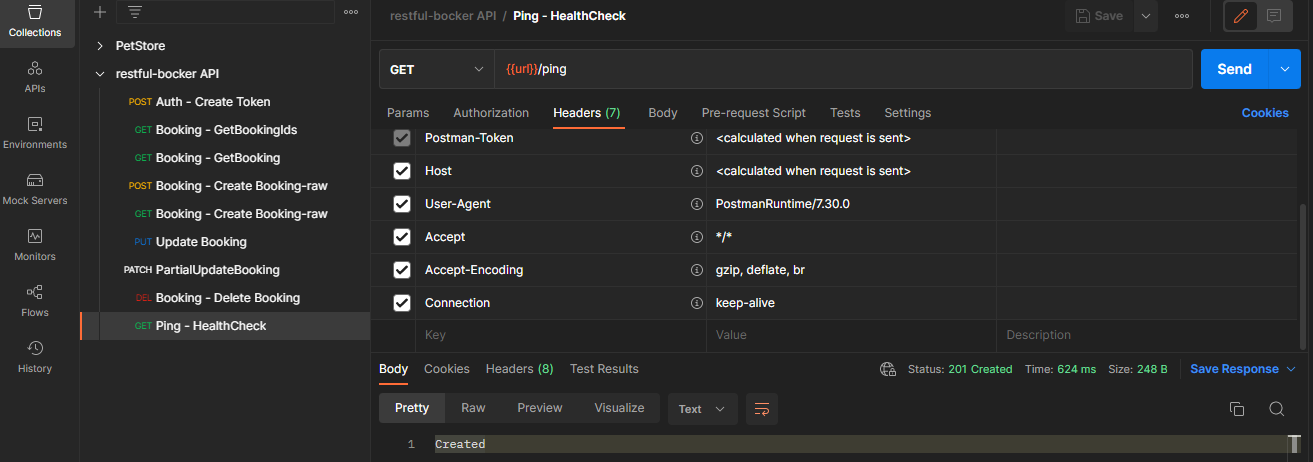 Collections
APIs
Environments
Mock Servers
Monitors
Flows
History
PetStore
restful-bocker API
POST Auth - Create Token
GET Booking - GetBookingIds
GET Booking - GetBooking
POST Booking - Create Booking-raw
GET Booking - Create Booking-raw
PUT Update Booking
PATCH PartialUpdateBooking
DEL Booking - Delete Booking
GET Ping - HealthCheck
restful-bocker API / Ping - HealthCheck
Save
GET {{url}}/ping Send
Params Authorization Headers (7) Body Pre-request Script Tests Settings Cookies
Postman-Token <calculated when request is sent>
Host <calculated when request is sent>
User-Agent PostmanRuntime/7.30.0
Accept */*
Accept-Encoding gzip, deflate, br
Connection keep-alive
Key Value Description
Body Cookies Headers (8) Test Results Status: 201 Created Time: 624 ms Size: 248 B Save Response
Pretty Raw Preview Visualize Text
1 Created